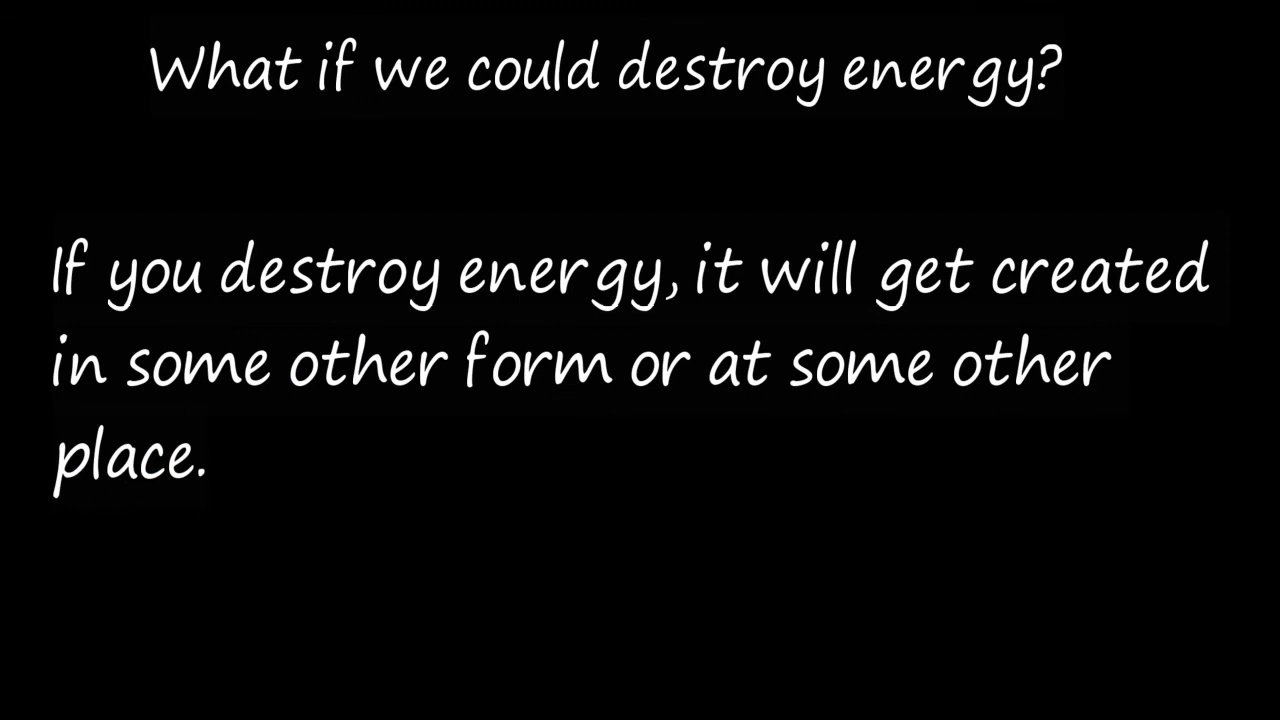 What if we could destroy energy?
If you destroy energy, it will get created
in some other form or at some other
place.